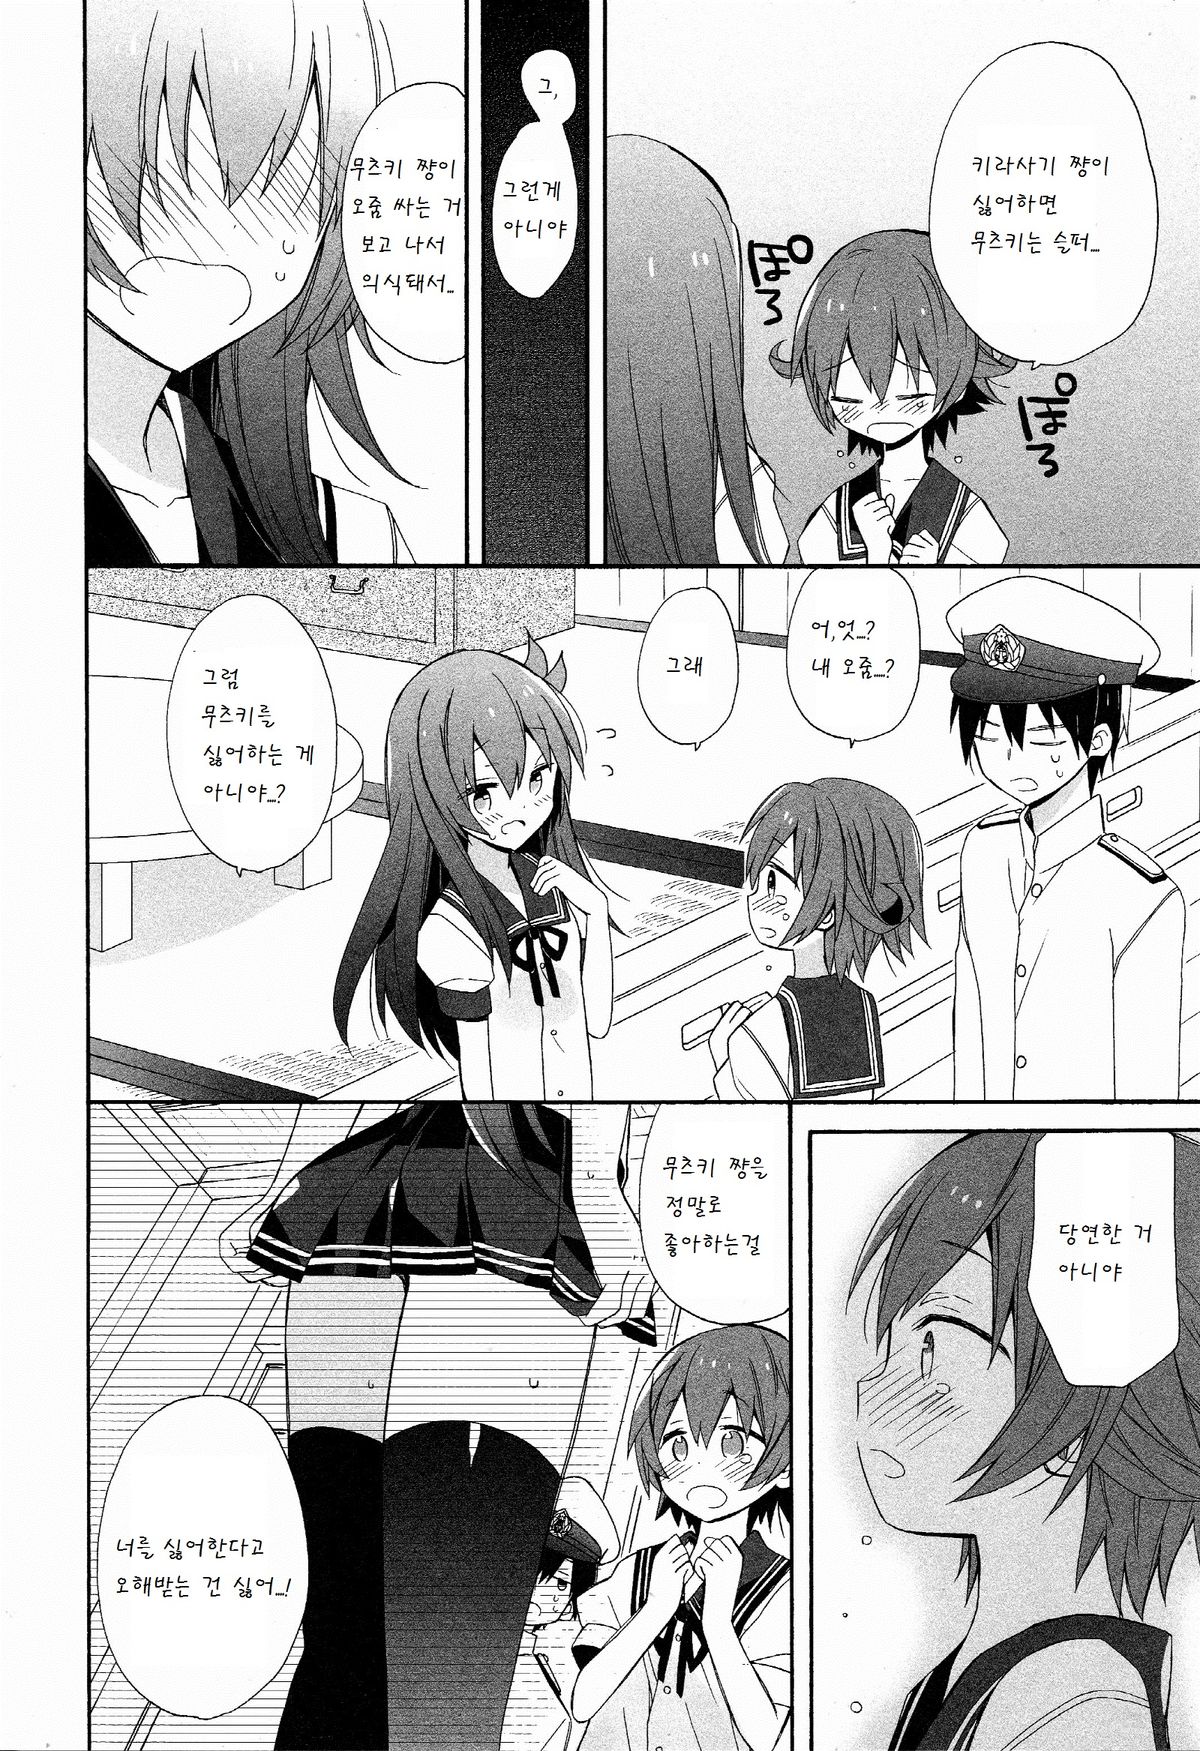 키라사기 쨩이
싫어하면
무츠키는 슬퍼....
ぽろ
ぽろ
그,
그런게
아니야
무츠키 쨩이
오줌 싸는 거
보고 나서
의식돼서...
어,엇...?
내 오줌....?
그래
그럼
무츠키를
싫어하는 게
아니야...?
당연한 거
아니야
무츠키 쨩을
정말로
좋아하는걸
너를 싫어한다고
오해받는 건 싫어...!